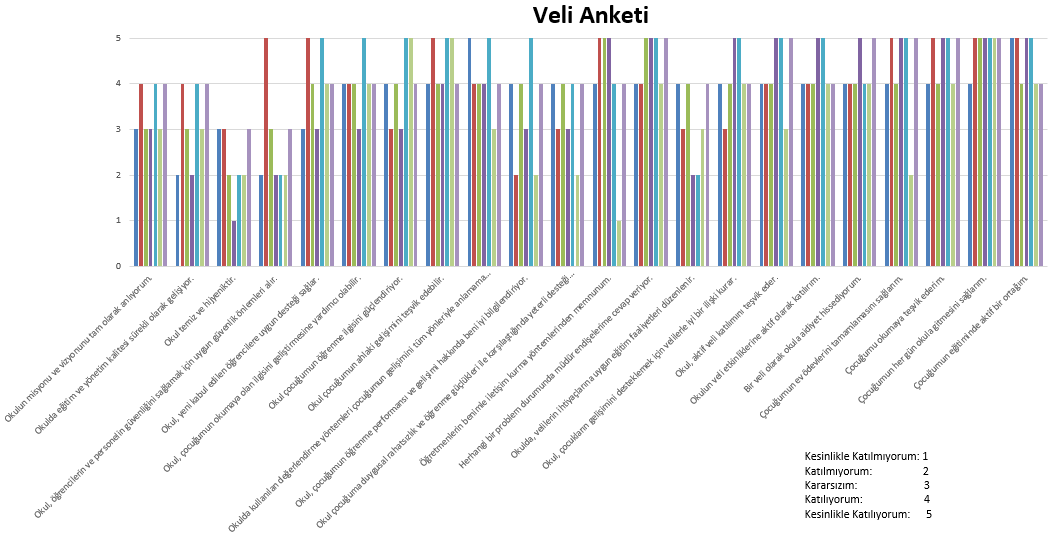 Veli Anketi
5
4
3
2
1
0
Okulun misyonu ve vizyonunu tam olarak anlıyorum.
Okulda eğitim ve yönetim kalitesi sürekli olarak gelişiyor.
Okul temiz ve hijyeniktir.
Okul, öğrencilerin ve personelin güvenliğini sağlamak için uygun güvenlik önlemleri alır.
Okul, yeni kabul edilen öğrencilere uygun desteği sağlar.
Okul, çocuğumun okumaya olan ilgisini geliştirmesine yardımcı olabilir.
Okul çocuğumun öğrenme ilgisini güçlendiriyor.
Okul çocuğumun ahlaki gelişimini teşvik edebilir.
Okulda kullanılan değerlendirme yöntemleri çocuğumun gelişimini tüm yönleriyle anlamama...
Okul, çocuğumun öğrenme performansı ve gelişimi hakkında beni iyi bilgilendiriyor.
Okul çocuğuma duygusal rahatsızlık ve öğrenme güçlükleri ile karşılaştığında yeterli desteği...
Öğretmenlerin benimle iletişim kurma yöntemlerinden memnunum.
Herhangi bir problem durumunda müdür endişelerime cevap veriyor.
Okulda, velilerin ihtiyaçlarına uygun eğitim faaliyetleri düzenlenir.
Okul, çocukların gelişimini desteklemek için velilerle iyi bir ilişki kurar.
Okul, aktif veli katılımını teşvik eder.
Okulun veli etkinliklerine aktif olarak katılırım.
Bir veli olarak okula aidiyet hissediyorum.
Çocuğumun ev ödevlerini tamamlamasını sağlarım
Çocuğumu okumaya teşvik ederim
Çocuğumun her gün okula gitmesini sağlarım.
Çocuğumun eğitiminde aktif bir ortağım
Kesinlikle Katılmıyorum: 1
Katılmıyorum: 2
Kararsızım: 3
Katılıyorum: 4
Kesinlikle Katılıyorum: 5